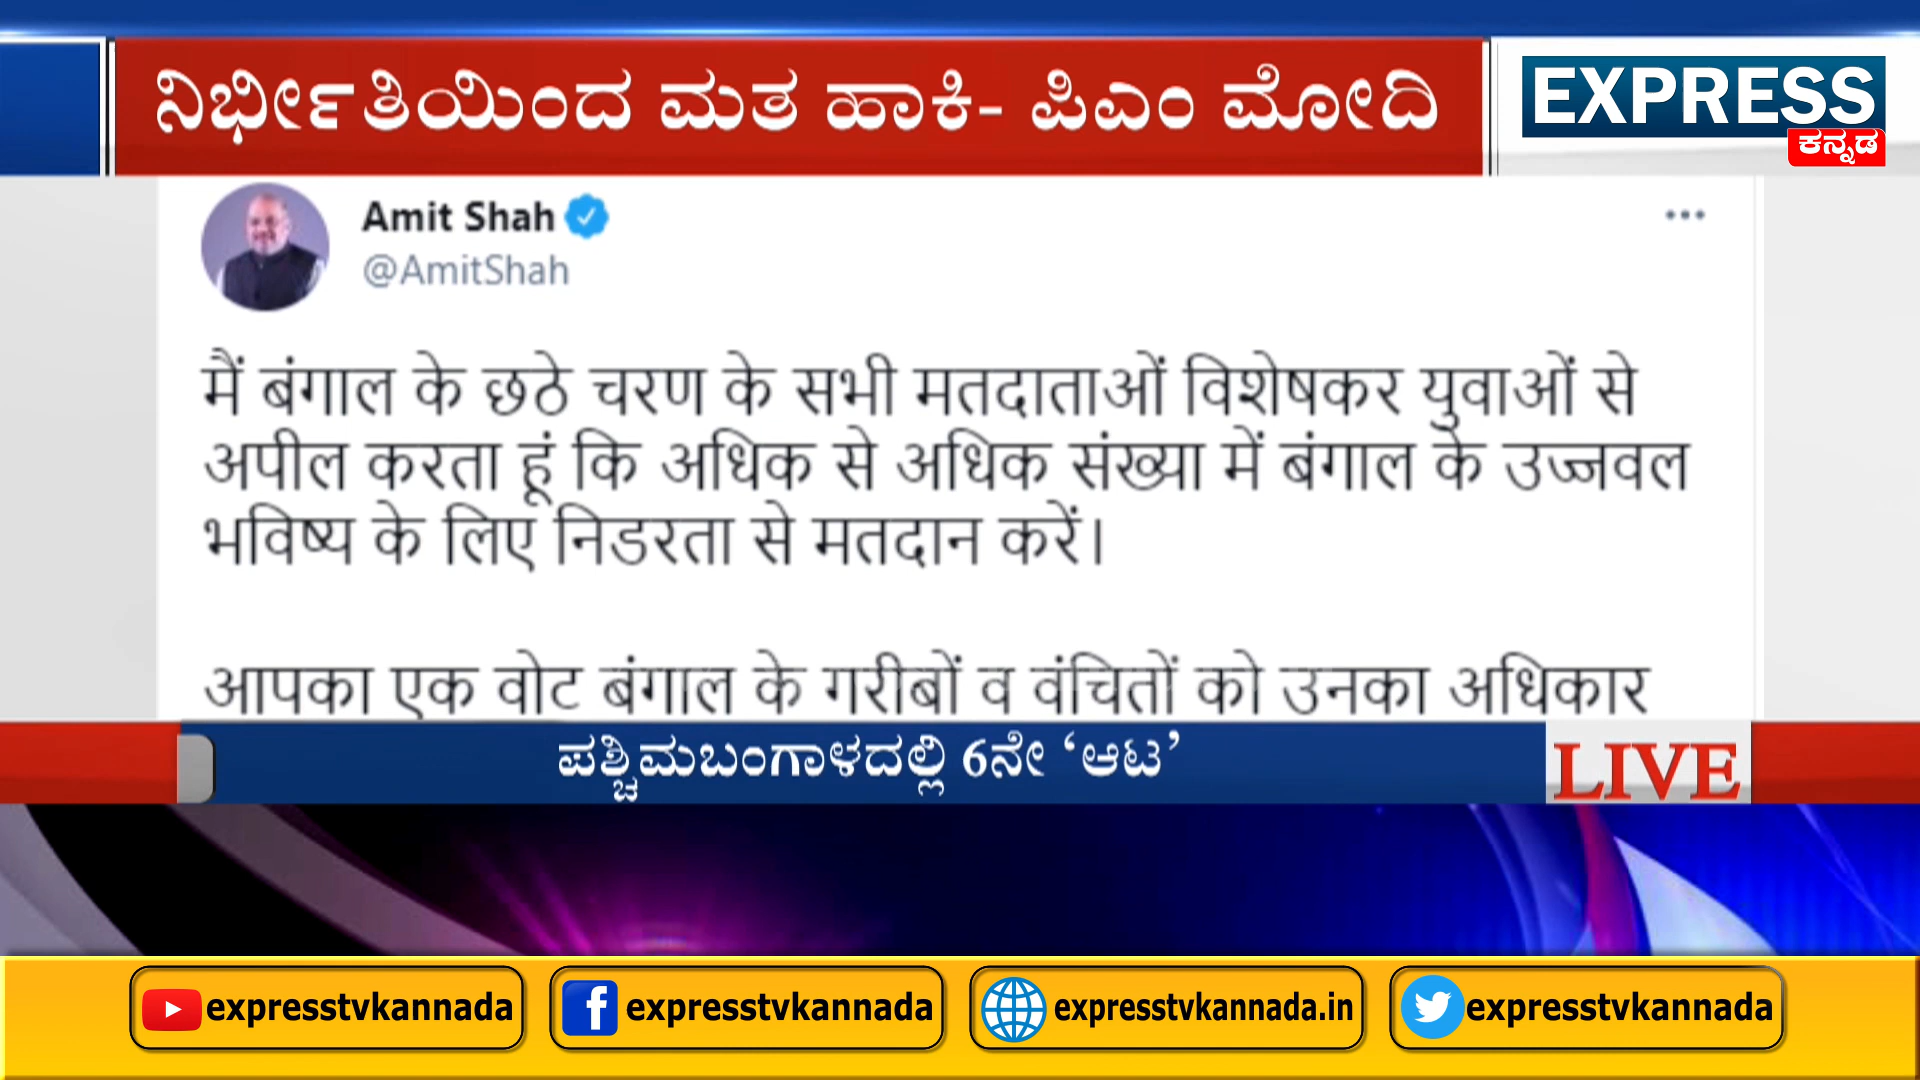 ನಿರ್ಭೀತಿಯಿಂದ ಮತ ಹಾಕಿ- ಪಿಎಂ ಮೋದಿ
EXPRESS
ಕನ್ನಡ
Amit Shah
@AmitShah
मैं बंगाल के छठे चरण के सभी मतदाताओं विशेषकर युवाओं से
अपील करता हूं कि अधिक से अधिक संख्या में बंगाल के उज्जवल
भविष्य के लिए निडरता से मतदान करें।
आपका एक वोट बंगाल के गरीबों व वंचितों को उनका अधिकार
ಪಶ್ಚಿಮಬಂಗಾಳದಲ್ಲಿ 6ನೇ ‘ಆಟ’
LIVE
expresstvkannada
expresstvkannada
expresstvkannada.in
expresstvkannada